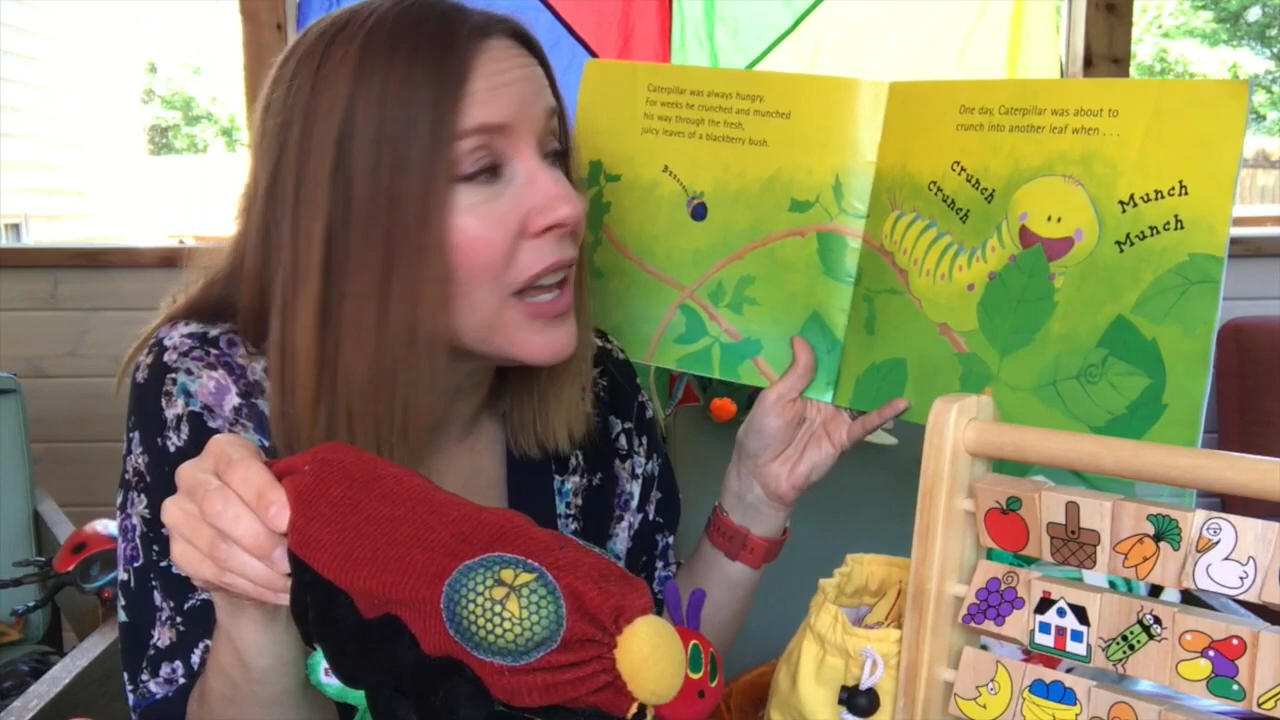 Caterpillar was always hungry.
For weeks he crunched and munched
his way through the fresh,
juicy leaves of a blackberry bush.
Bzzzzzz
One day, Caterpillar was about to
crunch into another leaf when . . .
Crunch
Crunch
Munch
Munch